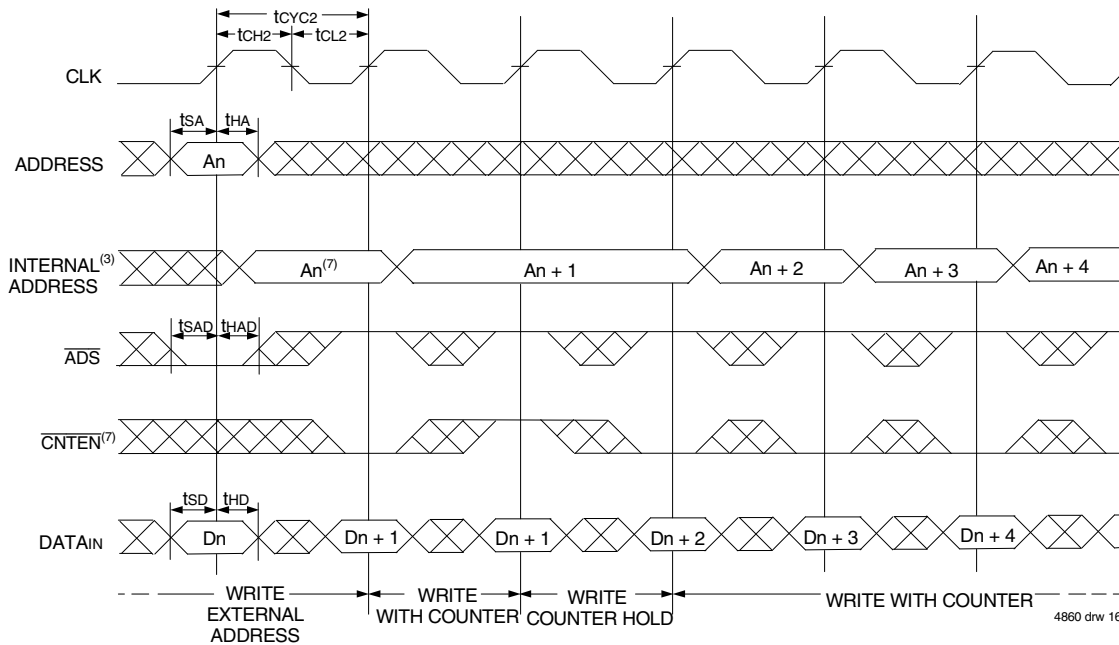 tCYC2
tCH2 tCL2
CLK
tSA tHA
ADDRESS An
INTERNAL(3) ADDRESS An(7) An + 1 An + 2 An + 3 An + 4
tSAD tHAD
ADS
CNTEN(7)
tSD tHD
DATAIN Dn Dn + 1 Dn + 1 Dn + 2 Dn + 3 Dn + 4
WRITE EXTERNAL ADDRESS
WRITE WITH COUNTER
WRITE COUNTER HOLD
WRITE WITH COUNTER
4860 drw 16